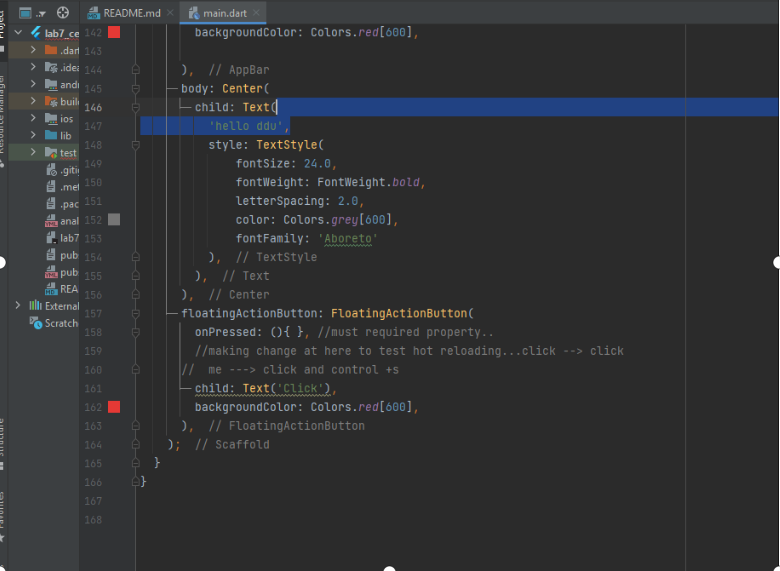 Project
README.md
main.dart
lab7_ce
.dart
.idea
andr
build
ios
lib
test
.gitig
.met
.pac
anal
lab7
pub
pub
REA
External
Scratch
Resource Manager
Structure
Favorites
142 backgroundColor: Colors.red[600],
143
144 ), // AppBar
145 body: Center(
146 child: Text(
147 'hello ddu',
148 style: TextStyle(
149 fontSize: 24.0,
150 fontWeight: FontWeight.bold,
151 letterSpacing: 2.0,
152 color: Colors.grey[600],
153 fontFamily: 'Aboreto'
154 ), // TextStyle
155 ), // Text
156 ), // Center
157 floatingActionButton: FloatingActionButton(
158 onPressed: (){ }, //must required property..
159 //making change at here to test hot reloading...click --> click
160 // me ---> click and control +s
161 child: Text('Click'),
162 backgroundColor: Colors.red[600],
163 ), // FloatingActionButton
164 ); // Scaffold
165 }
166 }
167
168